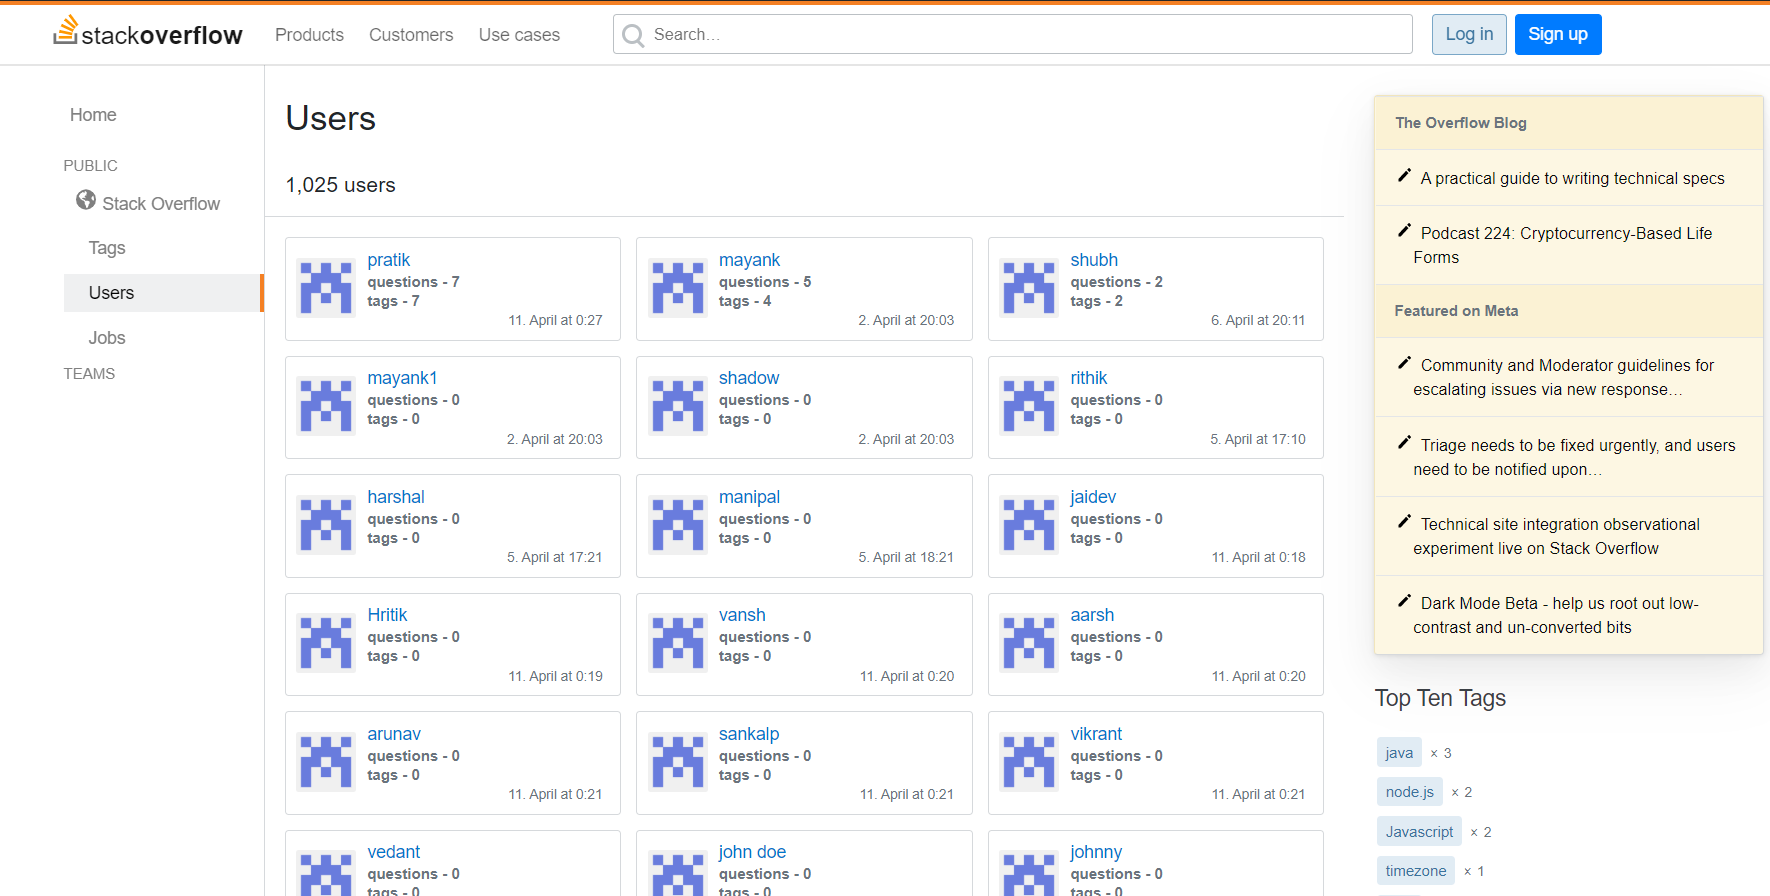 stackoverflow Products Customers Use cases Search... Log in Sign up
Home
PUBLIC
Stack Overflow
Tags
Users
Jobs
TEAMS
Users
1,025 users
pratik
questions - 7
tags - 7
11. April at 0:27
mayank
questions - 5
tags - 4
2. April at 20:03
shubh
questions - 2
tags - 2
6. April at 20:11
mayank1
questions - 0
tags - 0
2. April at 20:03
shadow
questions - 0
tags - 0
2. April at 20:03
rithik
questions - 0
tags - 0
5. April at 17:10
harshal
questions - 0
tags - 0
5. April at 17:21
manipal
questions - 0
tags - 0
5. April at 18:21
jaidev
questions - 0
tags - 0
11. April at 0:18
Hritik
questions - 0
tags - 0
11. April at 0:19
vansh
questions - 0
tags - 0
11. April at 0:20
aarsh
questions - 0
tags - 0
11. April at 0:20
arunav
questions - 0
tags - 0
11. April at 0:21
sankalp
questions - 0
tags - 0
11. April at 0:21
vikrant
questions - 0
tags - 0
11. April at 0:21
vedant
questions - 0
tags - 0
john doe
questions - 0
tags - 0
johnny
questions - 0
tags - 0
The Overflow Blog
A practical guide to writing technical specs
Podcast 224: Cryptocurrency-Based Life
Forms
Featured on Meta
Community and Moderator guidelines for
escalating issues via new response...
Triage needs to be fixed urgently, and users
need to be notified upon...
Technical site integration observational
experiment live on Stack Overflow
Dark Mode Beta - help us root out low-
contrast and un-converted bits
Top Ten Tags
java × 3
node.js × 2
Javascript × 2
timezone × 1